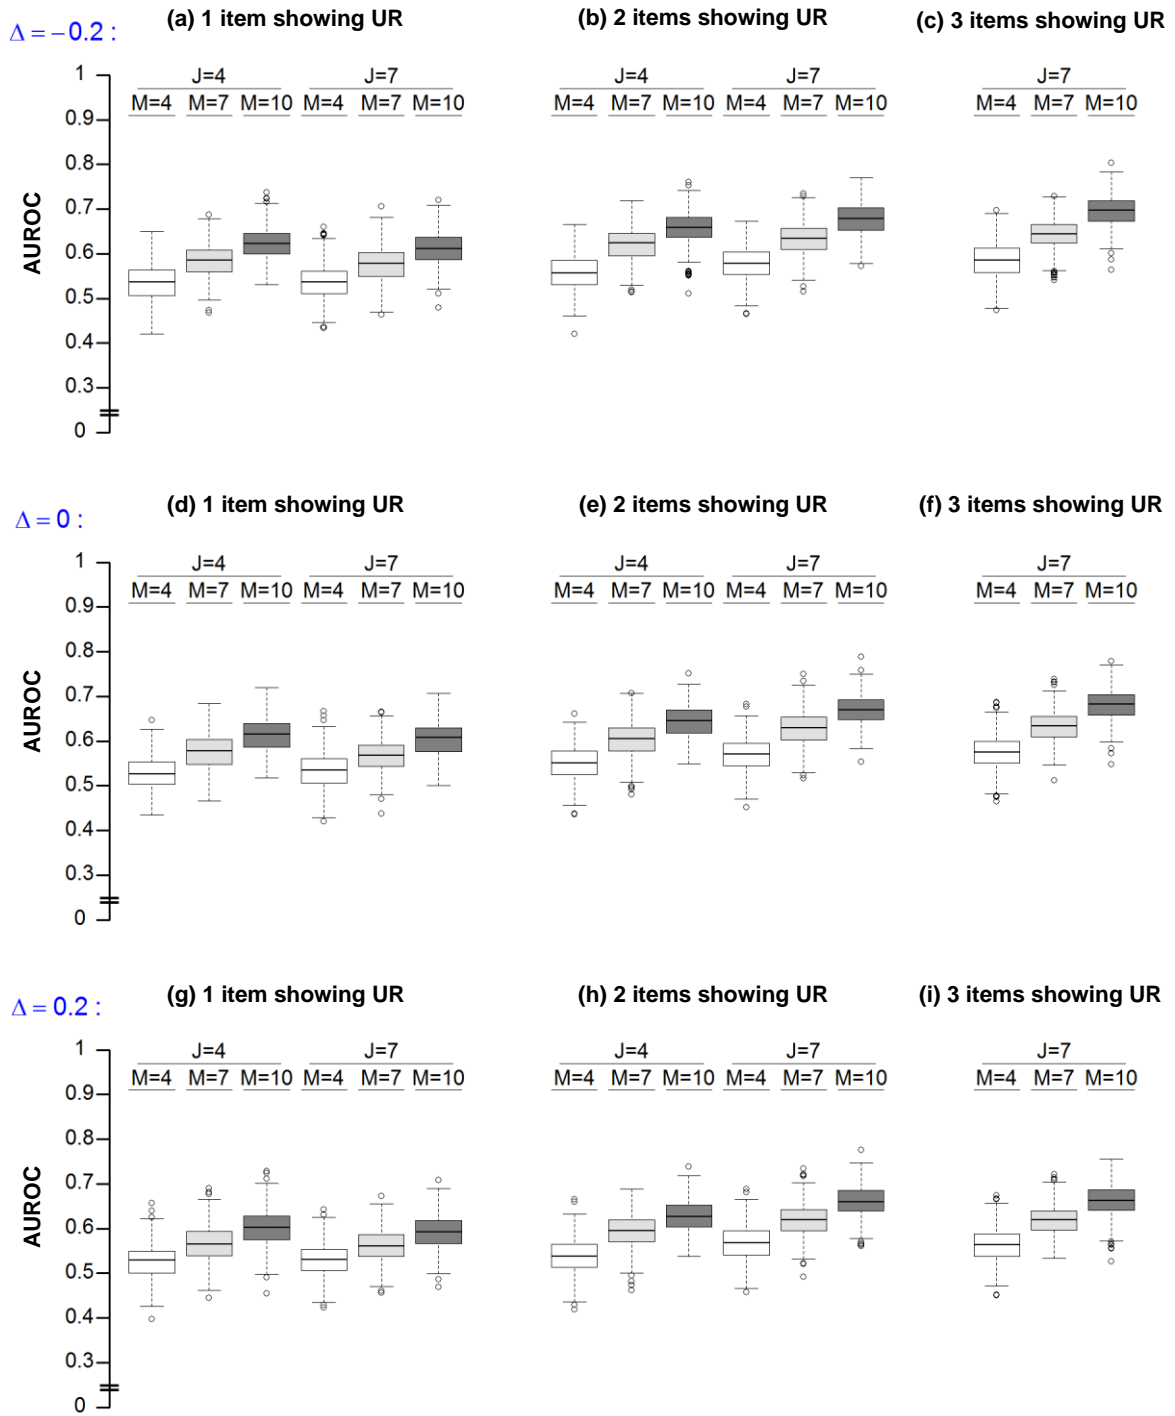 (a) 1 item showing UR (b) 2 items showing UR (c) 3 items showing UR
Δ = −0.2 :
J=4 J=7 J=4 J=7 J=7
M=4 M=7 M=10 M=4 M=7 M=10 M=4 M=7 M=10 M=4 M=7 M=10 M=4 M=7 M=10
1
0.9
0.8
0.7
0.6
0.5
0.4
0.3
0
AUROC
(d) 1 item showing UR (e) 2 items showing UR (f) 3 items showing UR
Δ = 0 :
J=4 J=7 J=4 J=7 J=7
M=4 M=7 M=10 M=4 M=7 M=10 M=4 M=7 M=10 M=4 M=7 M=10 M=4 M=7 M=10
1
0.9
0.8
0.7
0.6
0.5
0.4
0.3
0
AUROC
(g) 1 item showing UR (h) 2 items showing UR (i) 3 items showing UR
Δ = 0.2 :
J=4 J=7 J=4 J=7 J=7
M=4 M=7 M=10 M=4 M=7 M=10 M=4 M=7 M=10 M=4 M=7 M=10 M=4 M=7 M=10
1
0.9
0.8
0.7
0.6
0.5
0.4
0.3
0
AUROC